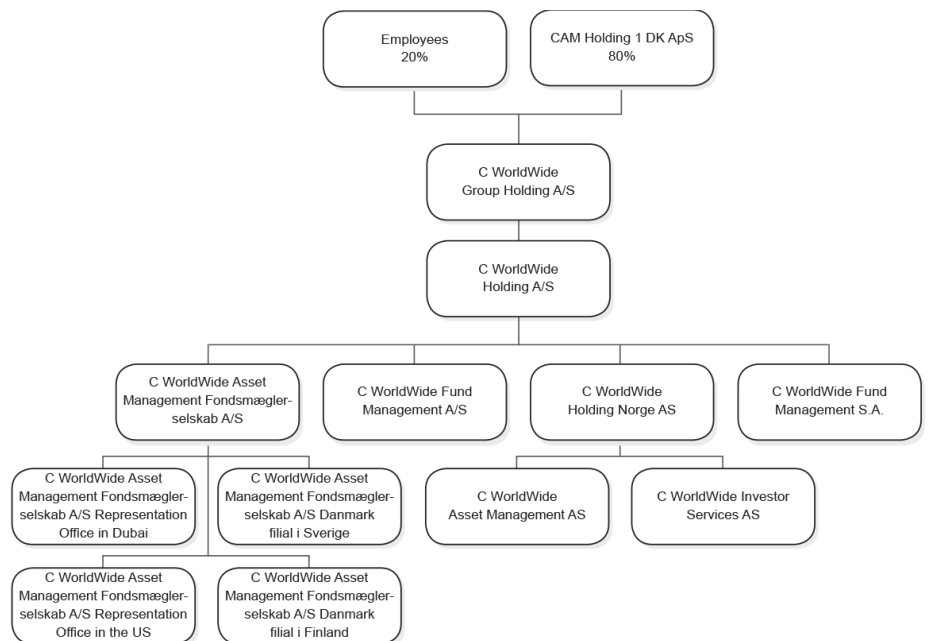 Employees
20%
CAM Holding 1 DK ApS
80%
C WorldWide
Group Holding A/S
C WorldWide
Holding A/S
C WorldWide Asset
Management Fondsmægler-
selskab A/S
C WorldWide Fund
Management A/S
C WorldWide
Holding Norge AS
C WorldWide Fund
Management S.A.
C WorldWide Asset
Management Fondsmægler-
selskab A/S Representation
Office in Dubai
C WorldWide Asset
Management Fondsmægler-
selskab A/S Danmark
filial i Sverige
C WorldWide
Asset Management AS
C WorldWide Investor
Services AS
C WorldWide Asset
Management Fondsmægler-
selskab A/S Representation
Office in the US
C WorldWide Asset
Management Fondsmægler-
selskab A/S Danmark
filial i Finland